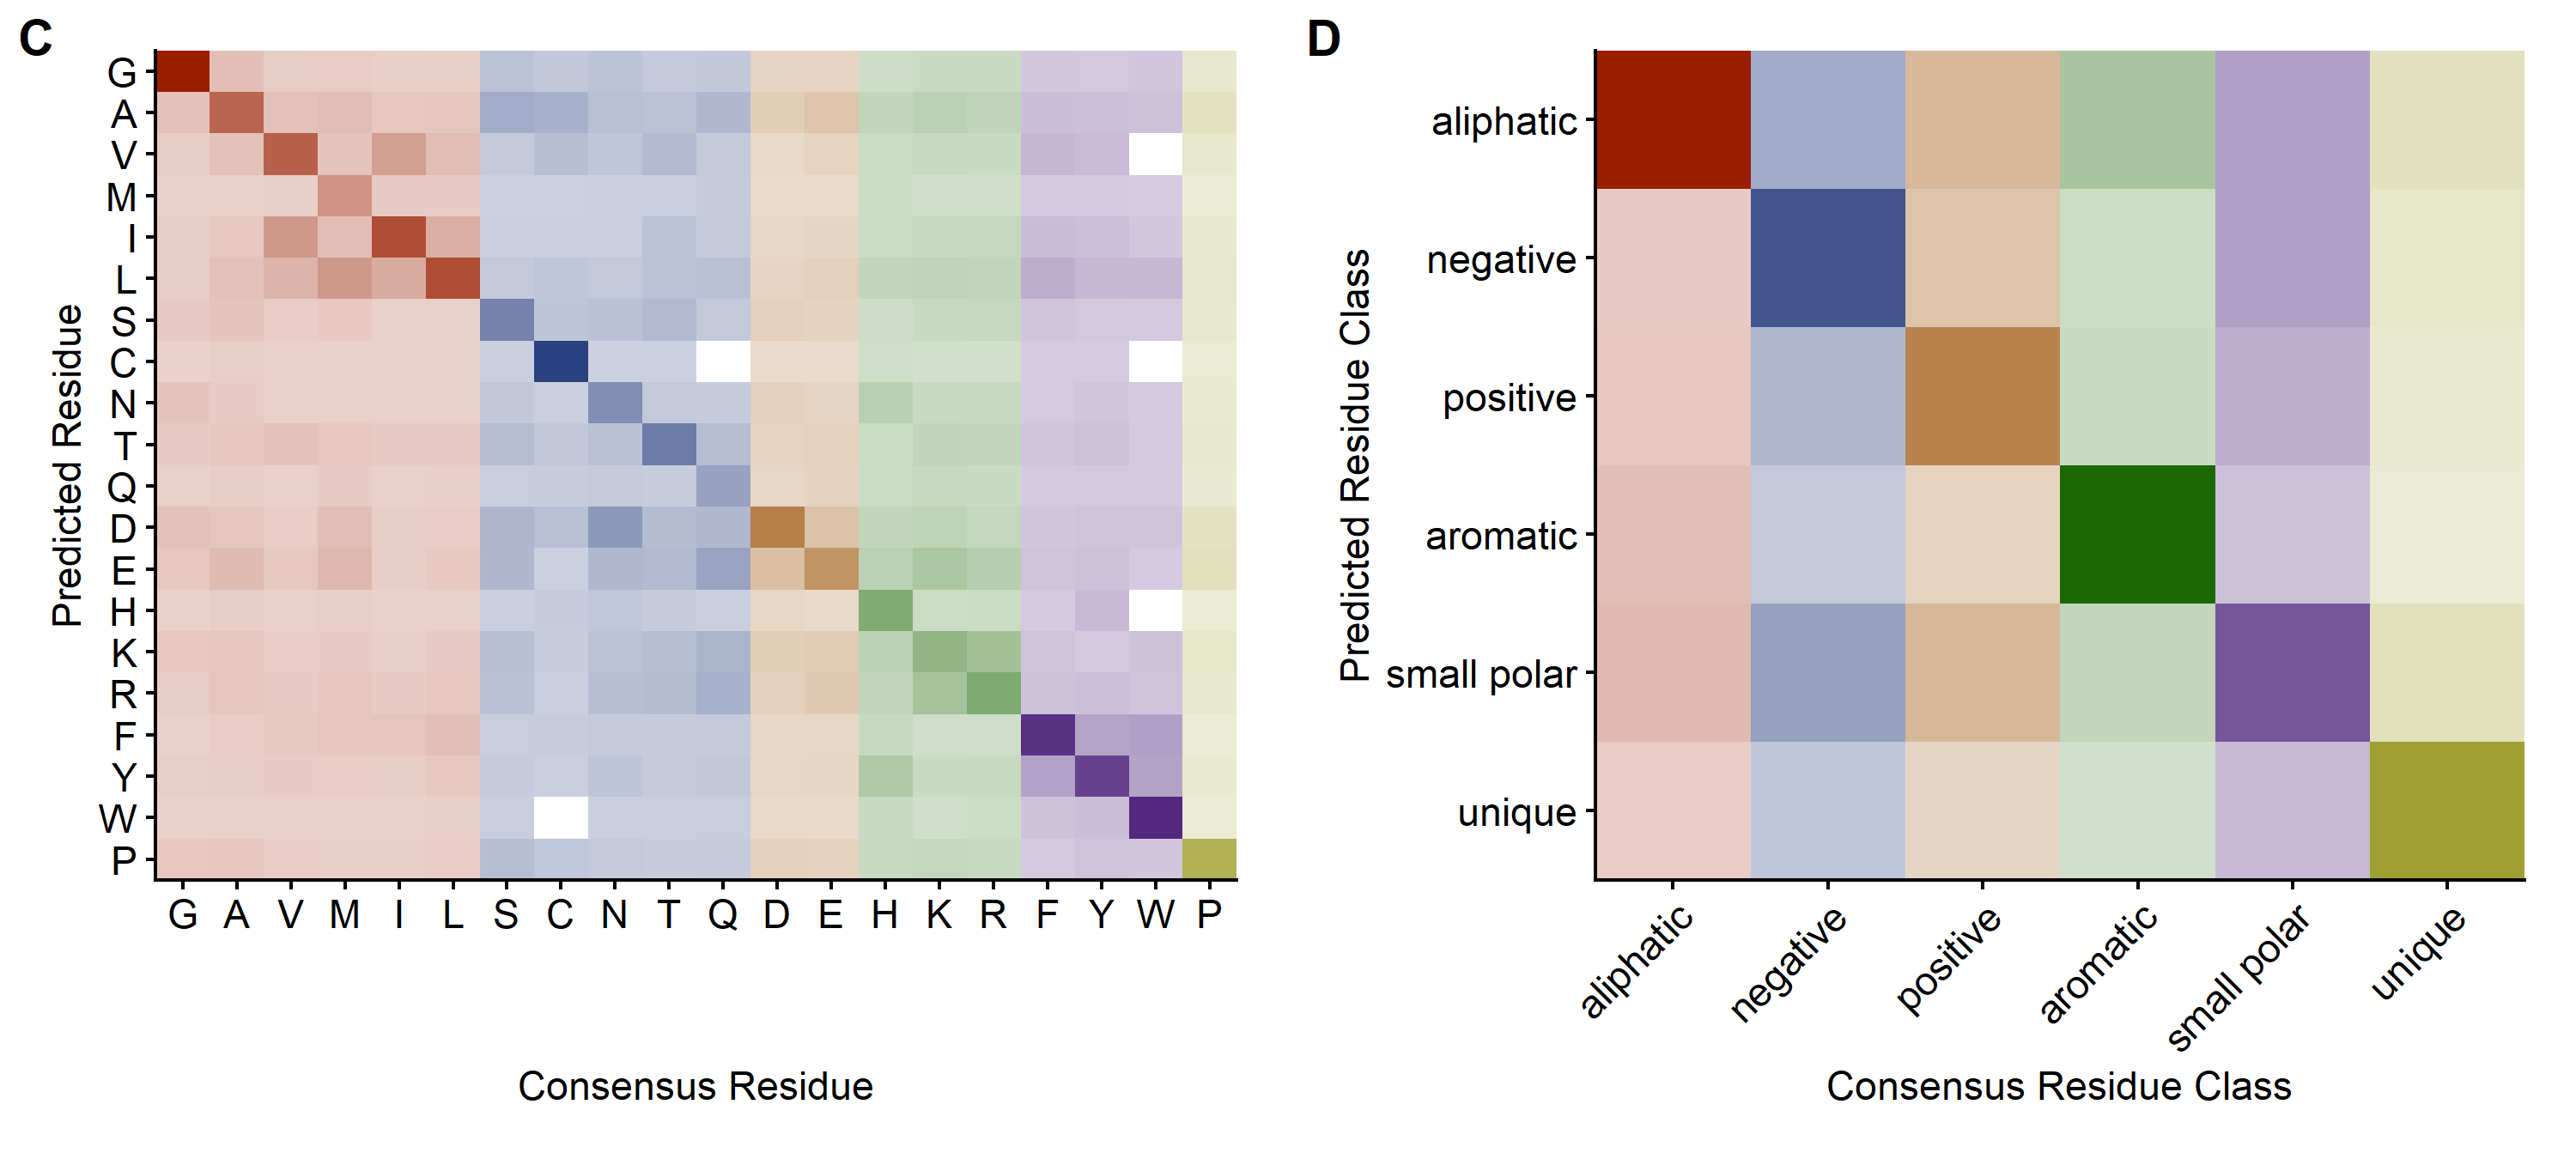 C
G
A
V
M
I
L
S
C
N
T
Q
D
E
H
K
R
F
Y
W
P
Predicted Residue
G A V M I L S C N T Q D E H K R F Y W P
Consensus Residue
D
aliphatic
negative
positive
aromatic
small polar
unique
Predicted Residue Class
aliphatic negative positive aromatic small polar unique
Consensus Residue Class